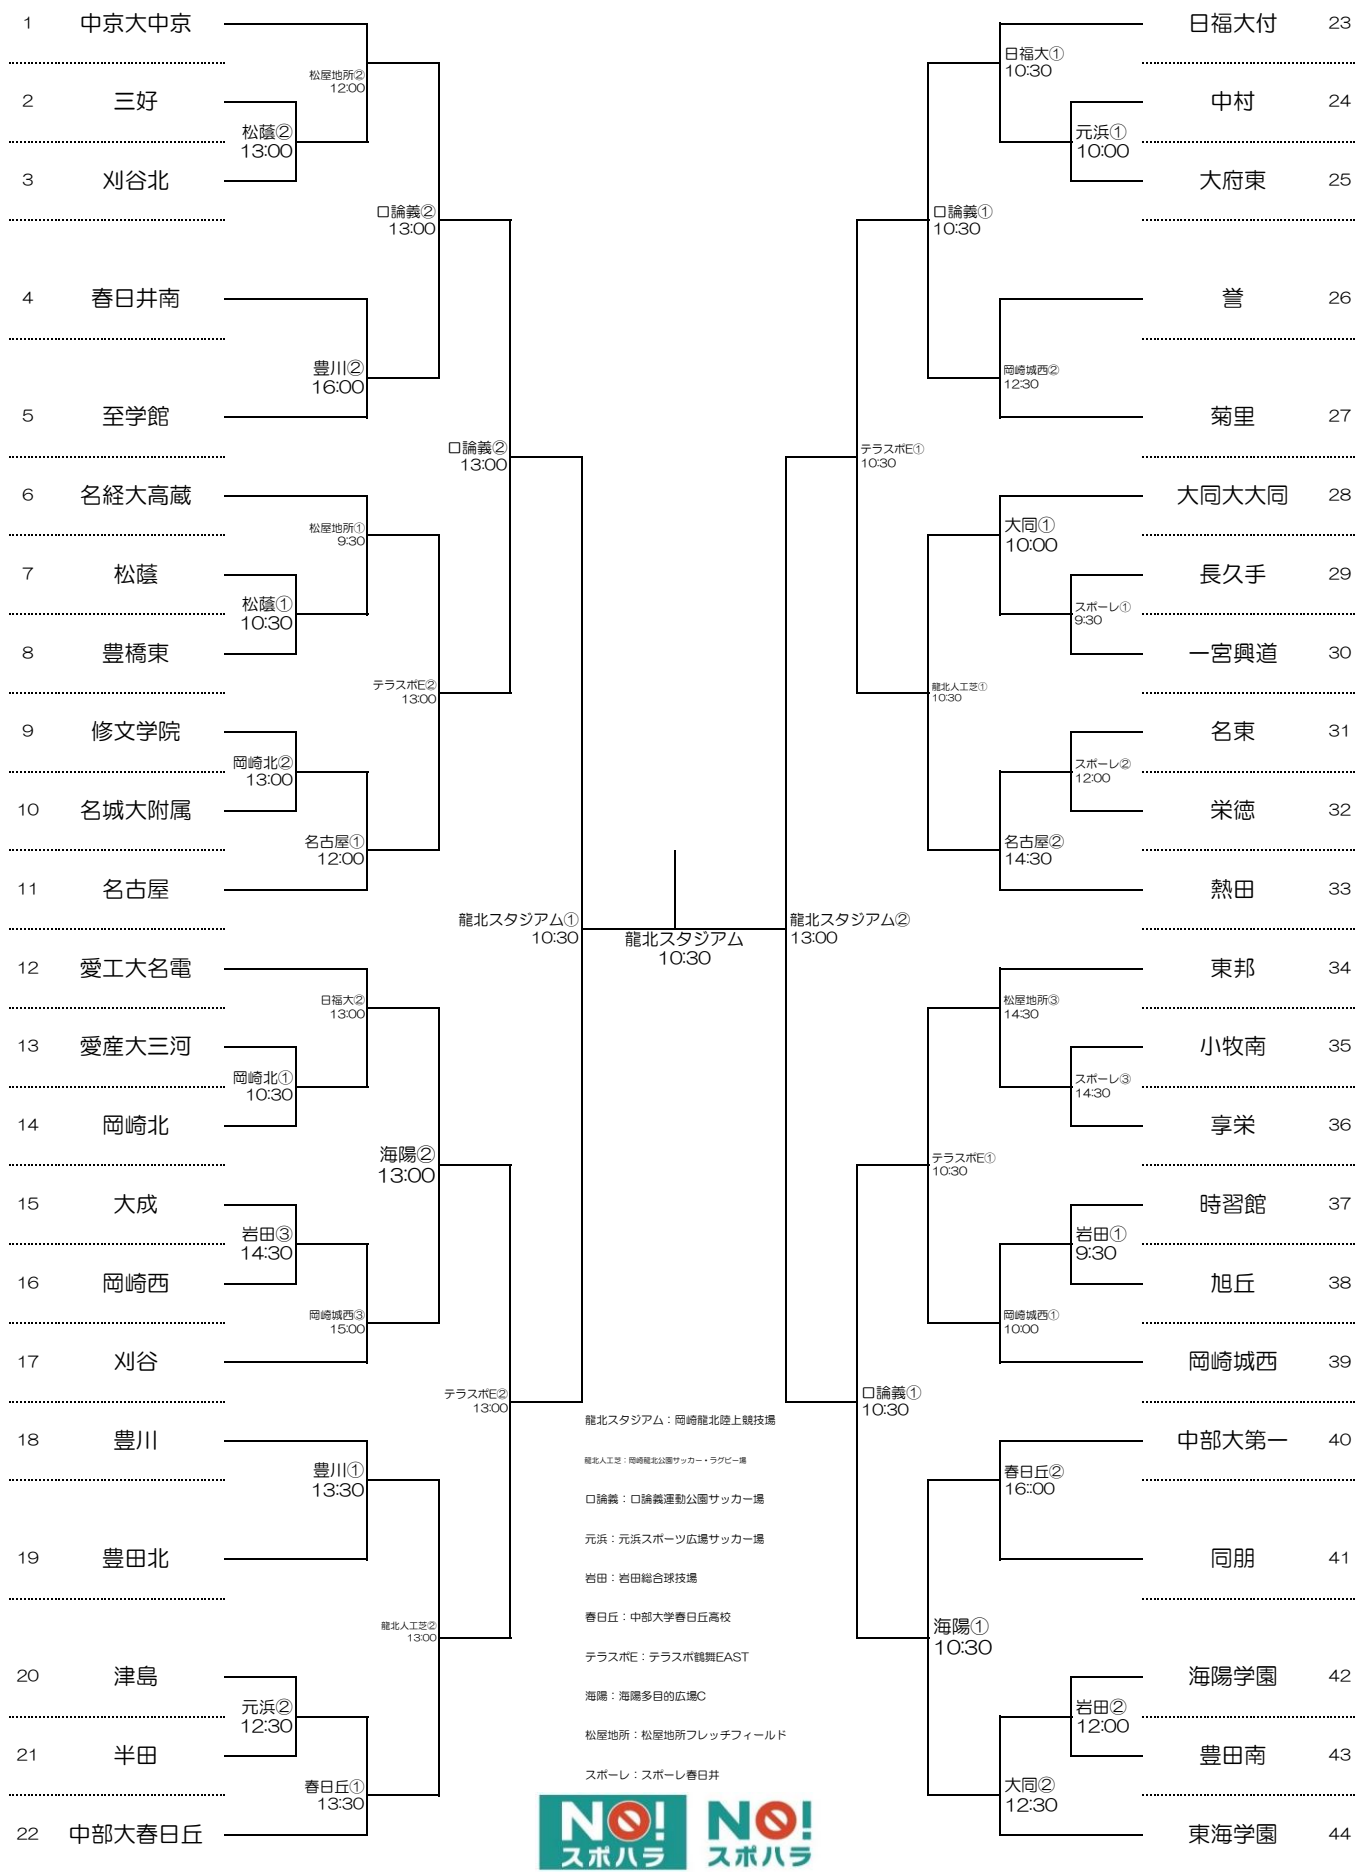 1 中京大中京
松屋地所②
12:00
2 三好
松蔭②
13:00
3 刈谷北
口論義②
13:00
4 春日井南
豊川②
16:00
5 至学館
口論義②
13:00
6 名経大高蔵
松屋地所①
9:30
7 松蔭
松蔭①
10:30
8 豊橋東
テラスポE②
13:00
9 修文学院
岡崎北②
13:00
10 名城大附属
名古屋①
12:00
11 名古屋
龍北スタジアム①
10:30
12 愛工大名電
日福大②
13:00
13 愛産大三河
岡崎北①
10:30
14 岡崎北
海陽②
13:00
15 大成
岩田③
14:30
16 岡崎西
岡崎城西③
15:00
17 刈谷
テラスポE②
13:00
18 豊川
豊川①
13:30
19 豊田北
龍北人工芝②
13:00
20 津島
元浜②
12:30
21 半田
春日丘①
13:30
22 中部大春日丘
龍北スタジアム
10:30
日福大付 23
日福大①
10:30
中村 24
元浜①
10:00
大府東 25
口論義①
10:30
誉 26
岡崎城西②
12:30
菊里 27
テラスポE①
10:30
大同大大同 28
大同①
10:00
長久手 29
スポーレ①
9:30
一宮興道 30
龍北人工芝①
10:30
名東 31
スポーレ②
12:00
栄徳 32
名古屋②
14:30
熱田 33
龍北スタジアム②
13:00
東邦 34
松屋地所③
14:30
小牧南 35
スポーレ③
14:30
享栄 36
テラスポE①
10:30
時習館 37
岩田①
9:30
旭丘 38
岡崎城西①
10:00
岡崎城西 39
口論義①
10:30
中部大第一 40
春日丘②
16:00
同朋 41
海陽①
10:30
海陽学園 42
岩田②
12:00
豊田南 43
大同②
12:30
東海学園 44
龍北スタジアム：岡崎龍北陸上競技場
龍北人工芝：岡崎龍北公園サッカー・ラグビー場
口論義：口論義運動公園サッカー場
元浜：元浜スポーツ広場サッカー場
岩田：岩田総合球技場
春日丘：中部大学春日丘高校
テラスポE：テラスポ鶴舞EAST
海陽：海陽多目的広場C
松屋地所：松屋地所フレッチフィールド
スポーレ：スポーレ春日井
NO!
スポハラ
NO!
スポハラ